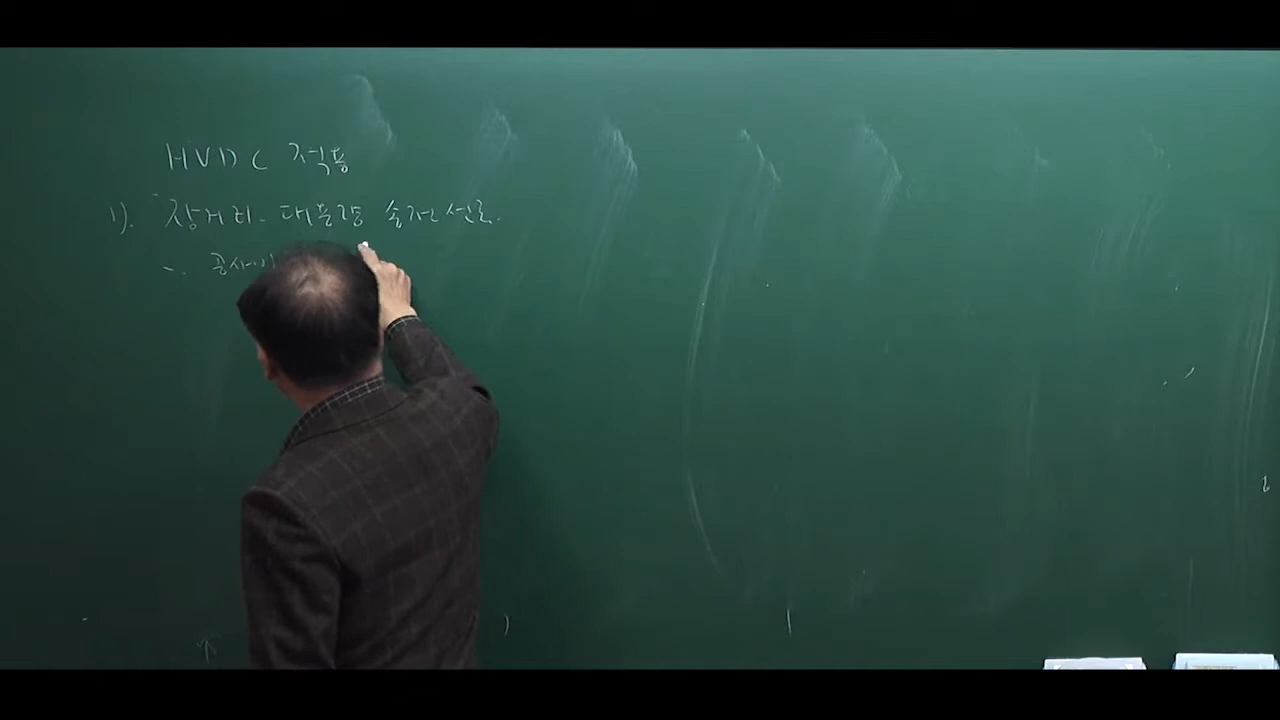 HVDC 적용
1). 장거리 - 대용량 송전선로.
- 공사비